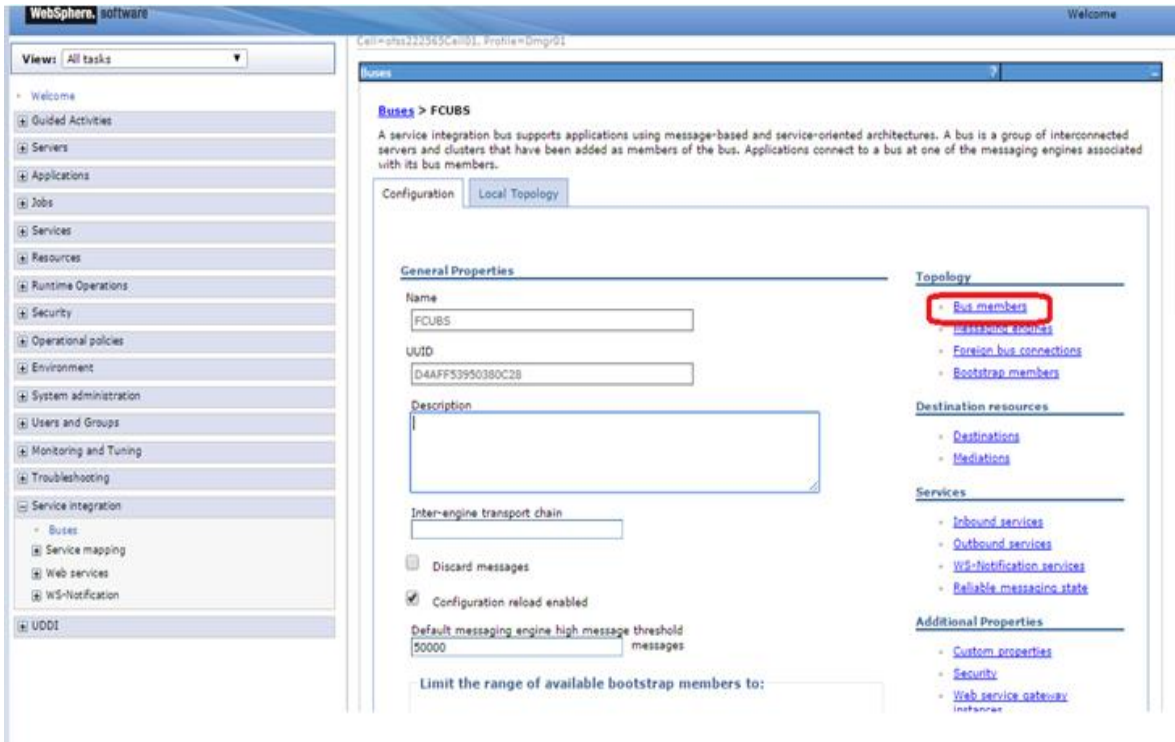 WebSphere. software
Welcome
View: All tasks
Cell=ofss222565Cell01, Profile=Dmgr01
Buses
?
Welcome
Guided Activities
Servers
Applications
Jobs
Services
Resources
Runtime Operations
Security
Operational policies
Environment
System administration
Users and Groups
Monitoring and Tuning
Troubleshooting
Service integration
Buses
Service mapping
Web services
WS-Notification
UDDI
Buses > FCUBS
A service integration bus supports applications using message-based and service-oriented architectures. A bus is a group of interconnected
servers and clusters that have been added as members of the bus. Applications connect to a bus at one of the messaging engines associated
with its bus members.
Configuration
Local Topology
General Properties
Name
FCUBS
UUID
D4AFF53950380C28
Description
Inter-engine transport chain
Discard messages
Configuration reload enabled
Default messaging engine high message threshold
50000 messages
Limit the range of available bootstrap members to:
Topology
Bus members
Messaging engines
Foreign bus connections
Bootstrap members
Destination resources
Destinations
Mediations
Services
Inbound services
Outbound services
WS-Notification services
Reliable messaging state
Additional Properties
Custom properties
Security
Web service gateway
instances